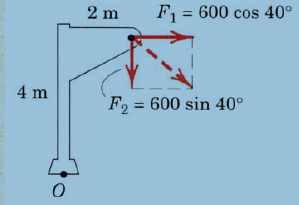 2 m
F₁ = 600 cos 40°
4 m
F₂ = 600 sin 40°
O